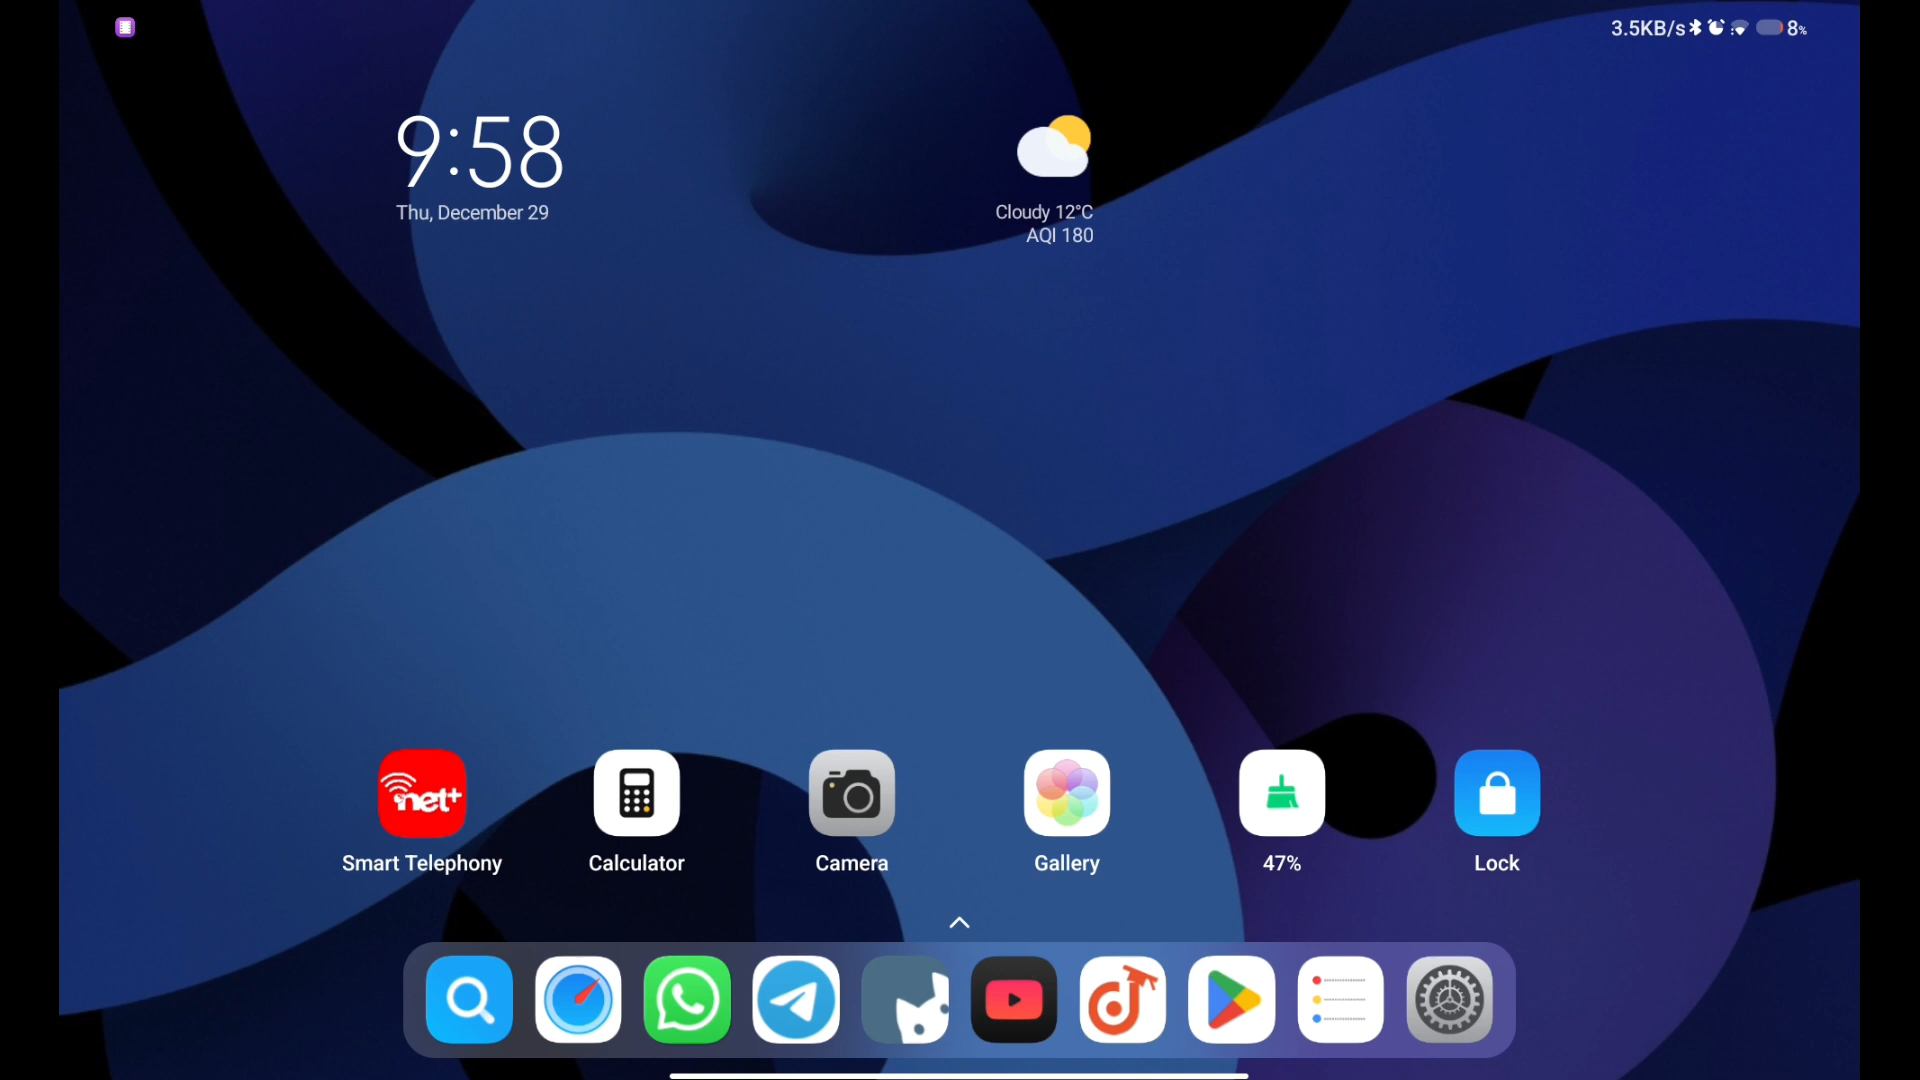 3.5KB/s 8%
9:58
Thu, December 29
Cloudy 12°C
AQI 180
net+
Smart Telephony
Calculator
Camera
Gallery
47%
Lock